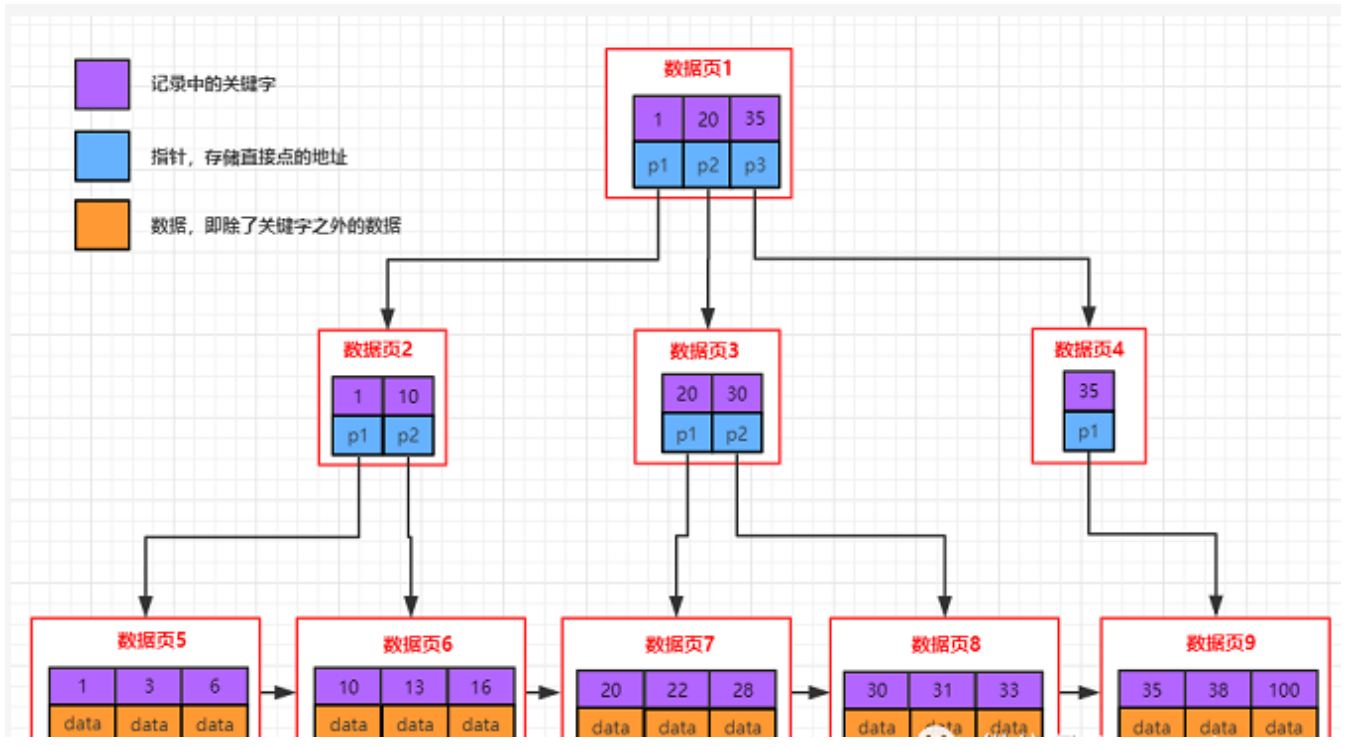 数据页1
记录中的关键字
1 20 35
指针，存储直接点的地址
p1 p2 p3
数据，即除了关键字之外的数据
数据页2
数据页3
数据页4
1 10
20 30
35
p1 p2
p1 p2
p1
数据页5
数据页6
数据页7
数据页8
数据页9
1 3 6
10 13 16
20 22 28
30 31 33
35 38 100
data data data
data data data
data data data
data data data
data data data